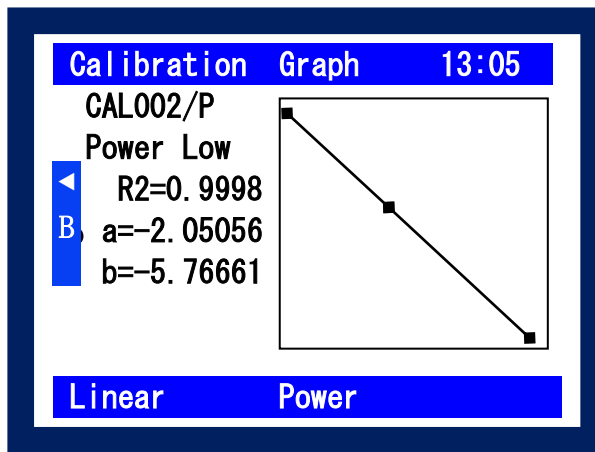 Calibration Graph 13:05
CAL002/P
Power Low
◀ R2=0.9998
B a=-2.05056
b=-5.76661
Linear Power